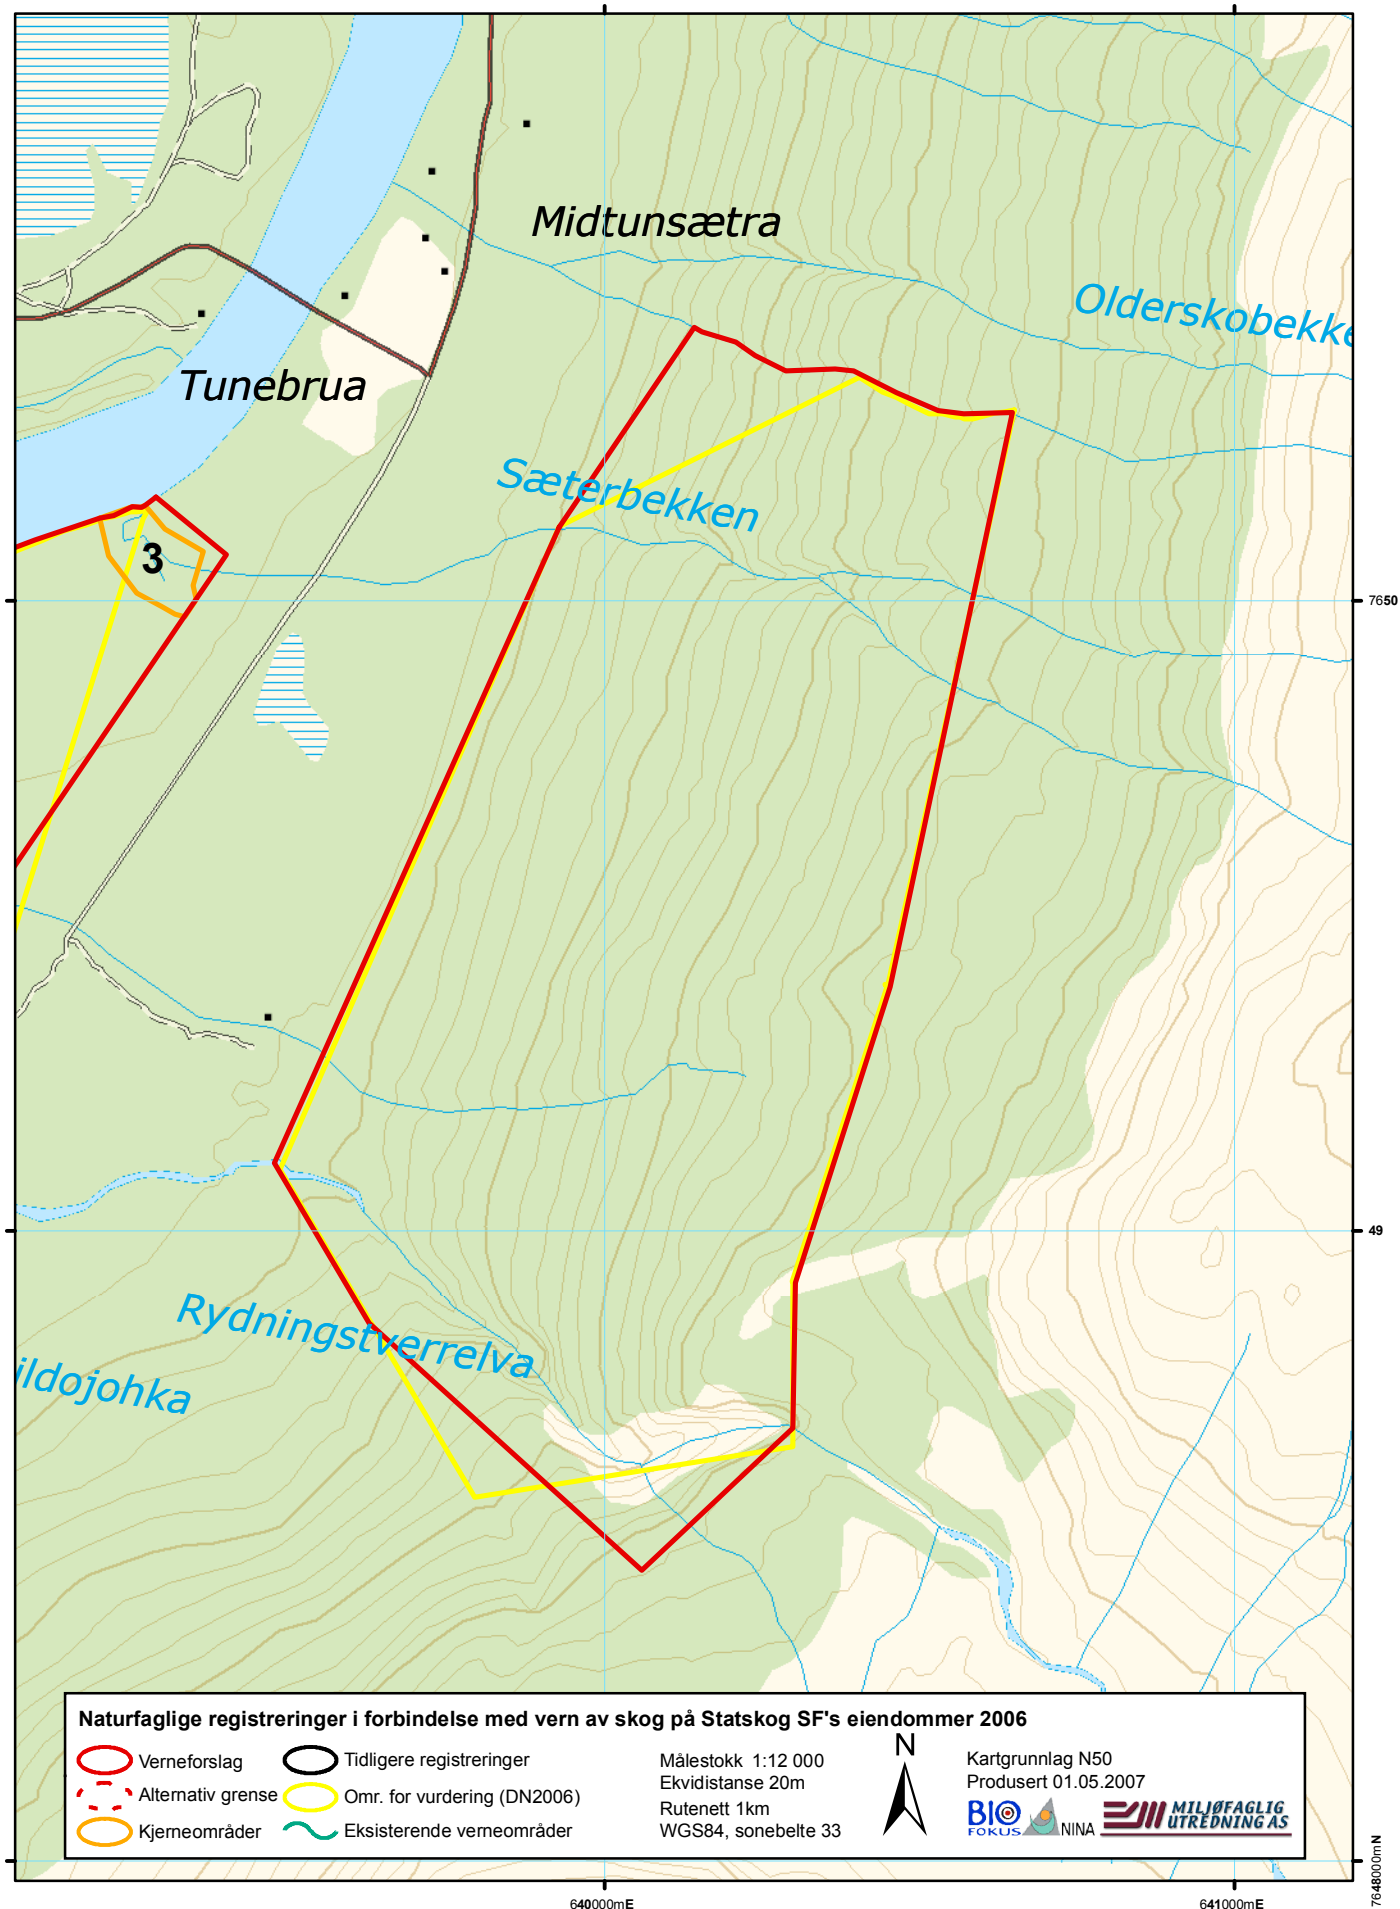 Midtunsætra
Olderskobekke
Tunebrua
Sæterbekken
3
7650
49
Rydningstverrelva
ildojohka
Naturfaglige registreringer i forbindelse med vern av skog på Statskog SF's eiendommer 2006
Verneforslag
Alternativ grense
Kjerneområder
Tidligere registreringer
Omr. for vurdering (DN2006)
Eksisterende verneområder
Målestokk 1:12 000
Ekvidistanse 20m
Rutenett 1km
WGS84, sonebelte 33
N
Kartgrunnlag N50
Produsert 01.05.2007
BIO
FOKUS
NINA
MILJØFAGLIG
UTREDNING AS
7648000mN
640000mE
641000mE